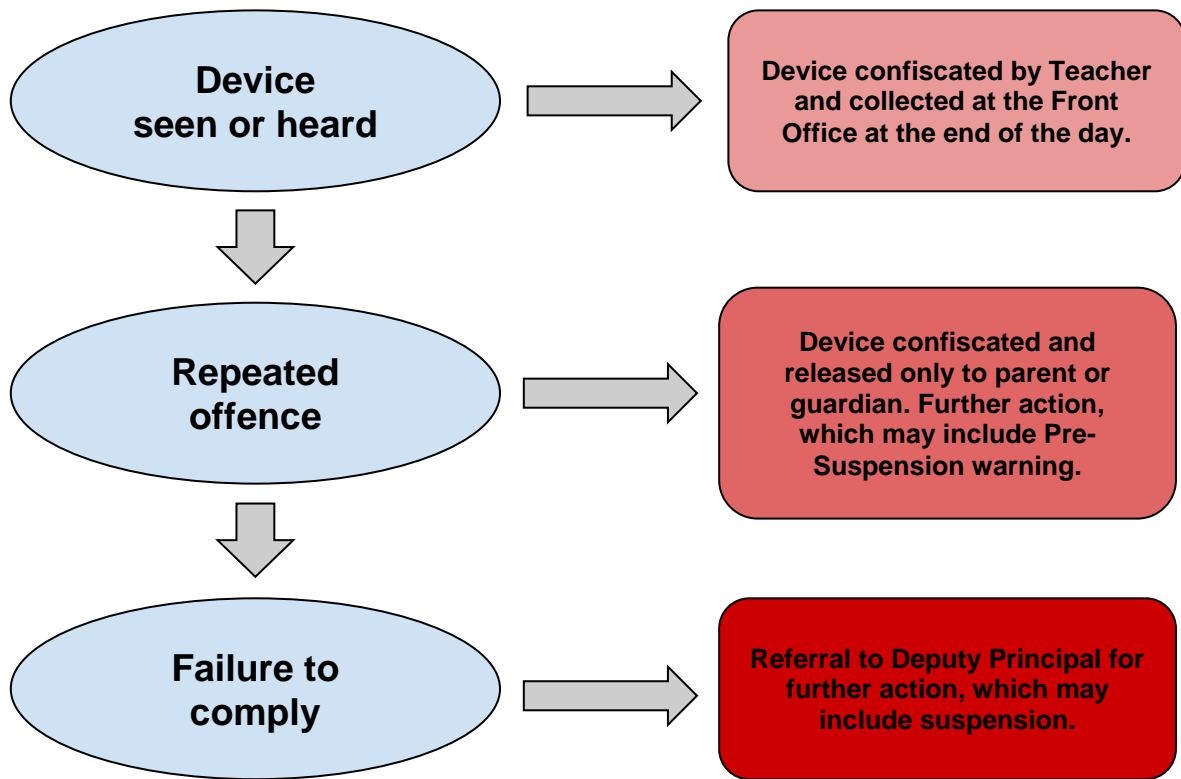 Device
seen or heard
Device confiscated by Teacher
and collected at the Front
Office at the end of the day.
Repeated
offence
Device confiscated and
released only to parent or
guardian. Further action,
which may include Pre-
Suspension warning.
Failure to
comply
Referral to Deputy Principal for
further action, which may
include suspension.